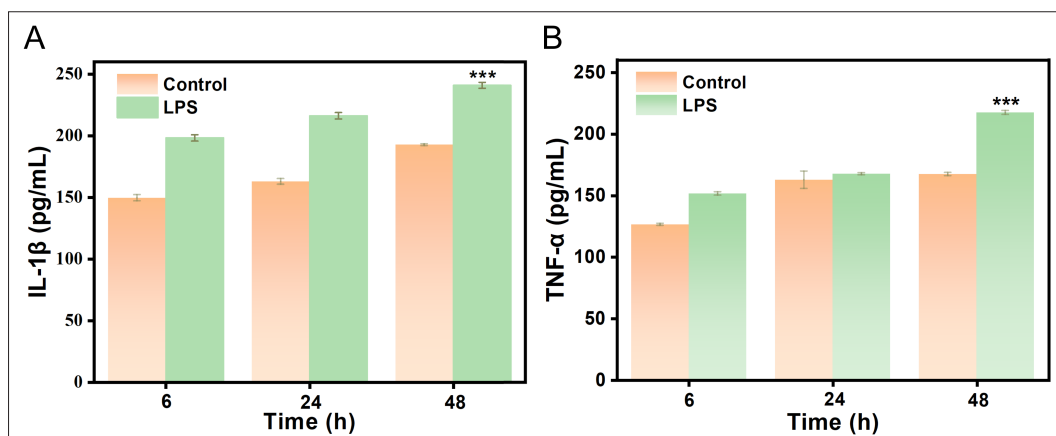 A
IL-1β (pg/mL)
250
200
150
100
50
0
Control
LPS
***
6 24 48
Time (h)
B
TNF-α (pg/mL)
250
200
150
100
50
0
Control
LPS
***
6 24 48
Time (h)